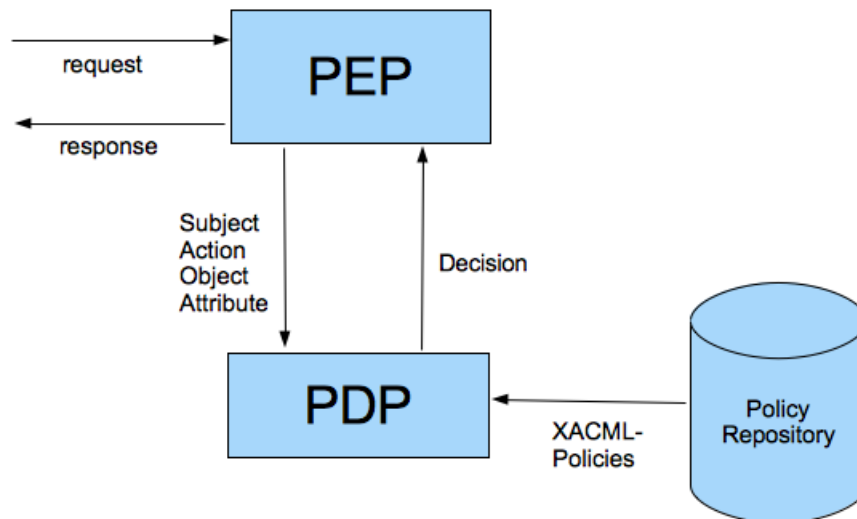 request
PEP
response
Subject
Action
Object
Attribute
Decision
PDP
XACML-
Policies
Policy
Repository